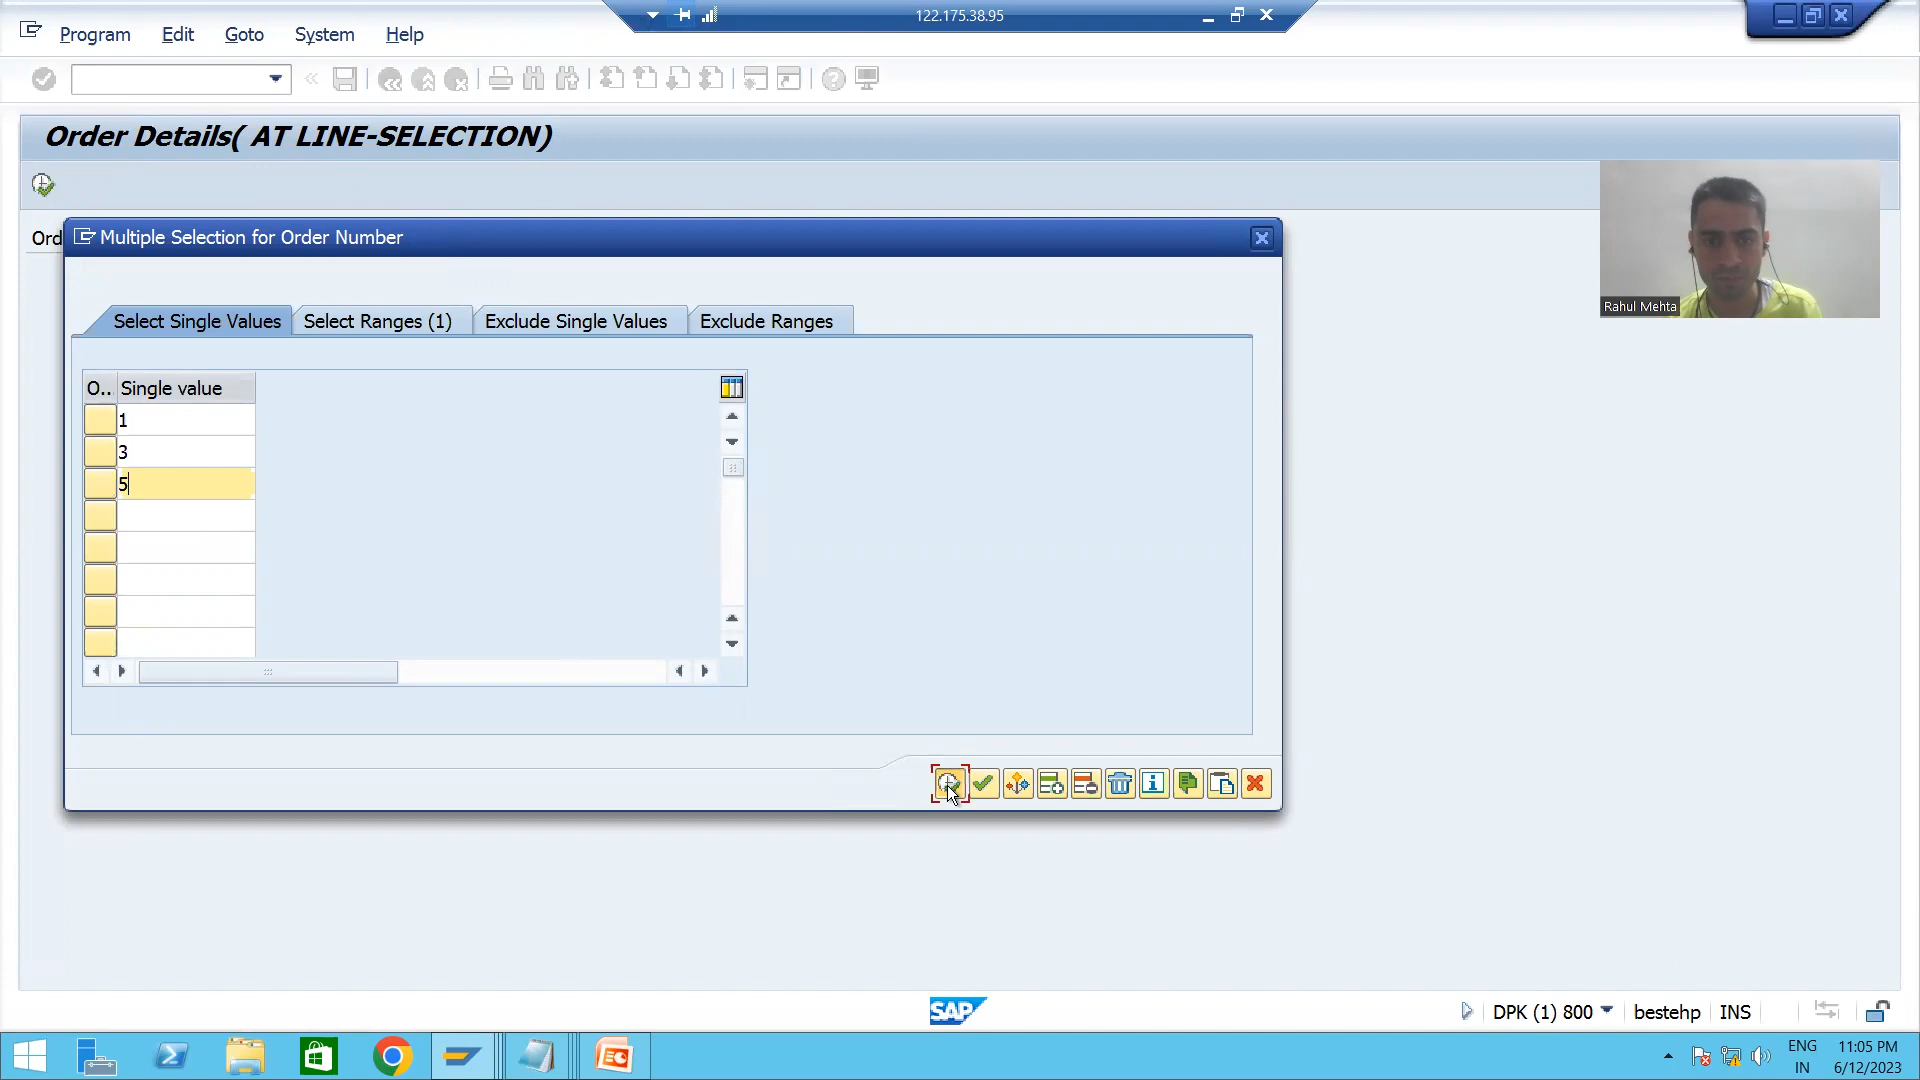 122.175.38.95
Program Edit Goto System Help
Order Details( AT LINE-SELECTION)
Ord
Multiple Selection for Order Number
Select Single Values Select Ranges (1) Exclude Single Values Exclude Ranges
O.. Single value
1
3
5
Rahul Mehta
SAP
DPK (1) 800 bestehp INS
ENG 11:05 PM
IN 6/12/2023